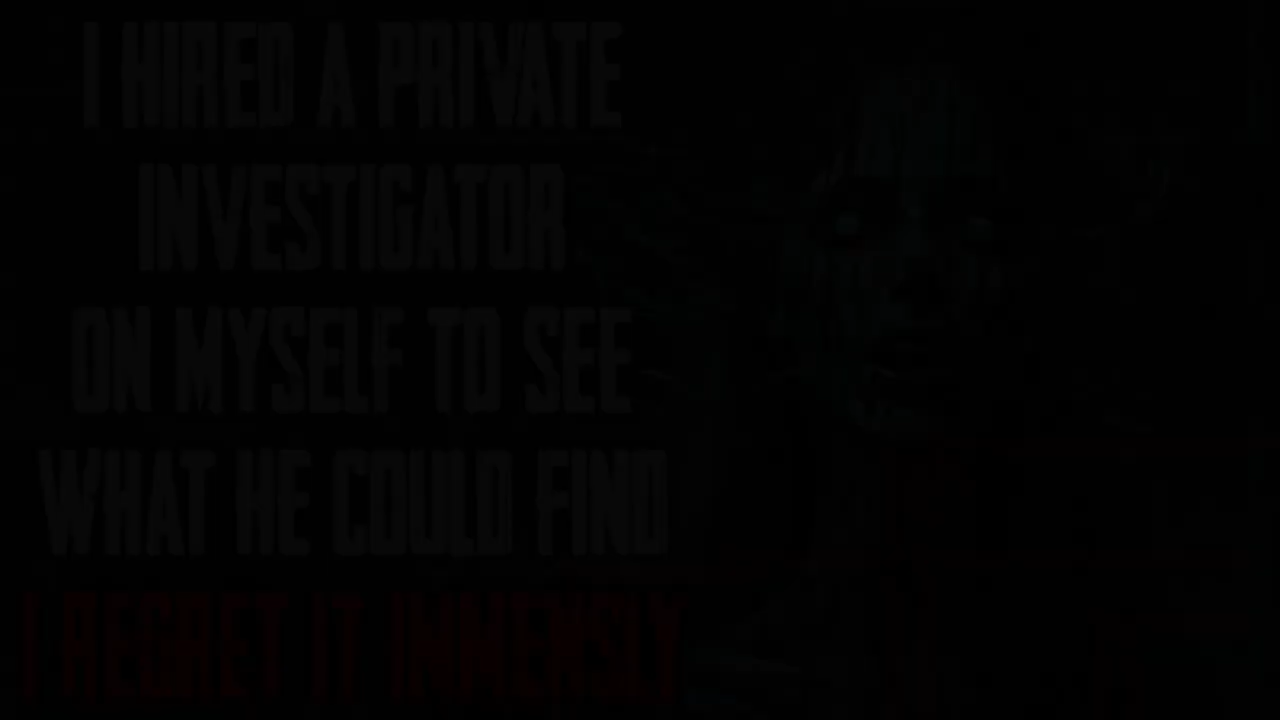 I HIRED A PRIVATE
INVESTIGATOR
ON MYSELF TO SEE
WHAT HE COULD FIND
I REGRET IT IMMENSLY